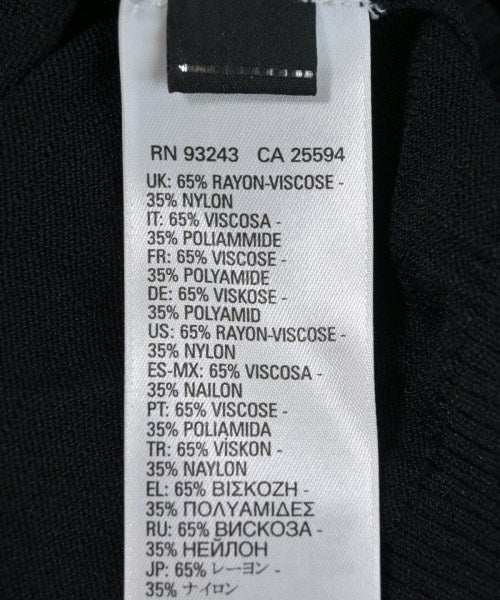 RN 93243 CA 25594
UK: 65% RAYON-VISCOSE -
35% NYLON
IT: 65% VISCOSA -
35% POLIAMMIDE
FR: 65% VISCOSE -
35% POLYAMIDE
DE: 65% VISKOSE -
35% POLYAMID
US: 65% RAYON-VISCOSE -
35% NYLON
ES-MX: 65% VISCOSA -
35% NAILON
PT: 65% VISCOSE -
35% POLIAMIDA
TR: 65% VİSKON -
35% NAYLON
EL: 65% ΒΙΣΚΟΖΗ -
35% ΠΟΛΥΑΜΙΔΕΣ
RU: 65% ВИСКОЗА -
35% НЕЙЛОН
JP: 65% レーヨン -
35% ナイロン